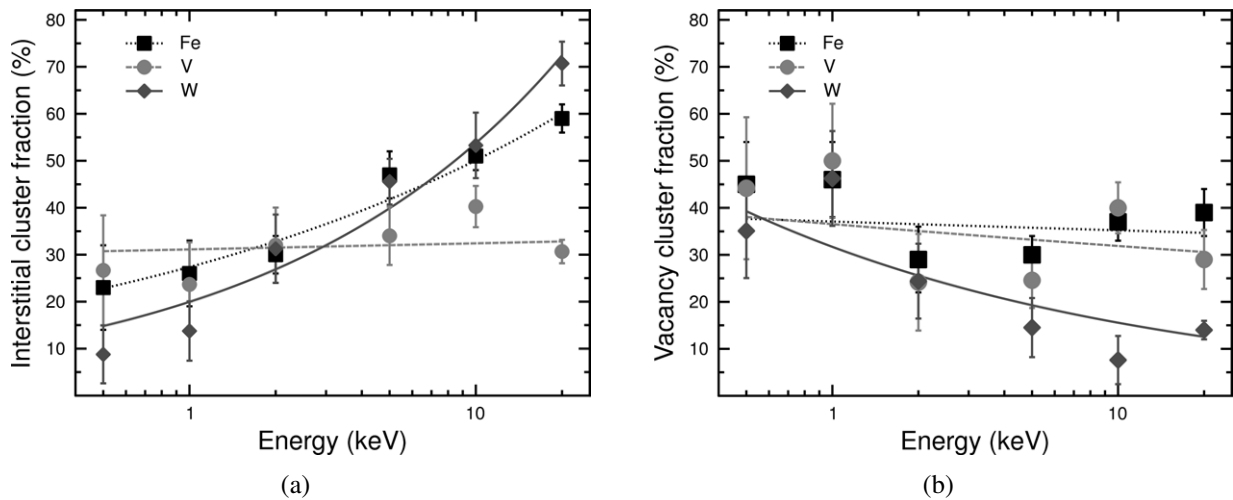 80
70
60
50
40
30
20
10
Interstitial cluster fraction (%)
Fe
V
W
1
10
Energy (keV)
(a)
80
70
60
50
40
30
20
10
Vacancy cluster fraction (%)
Fe
V
W
1
10
Energy (keV)
(b)